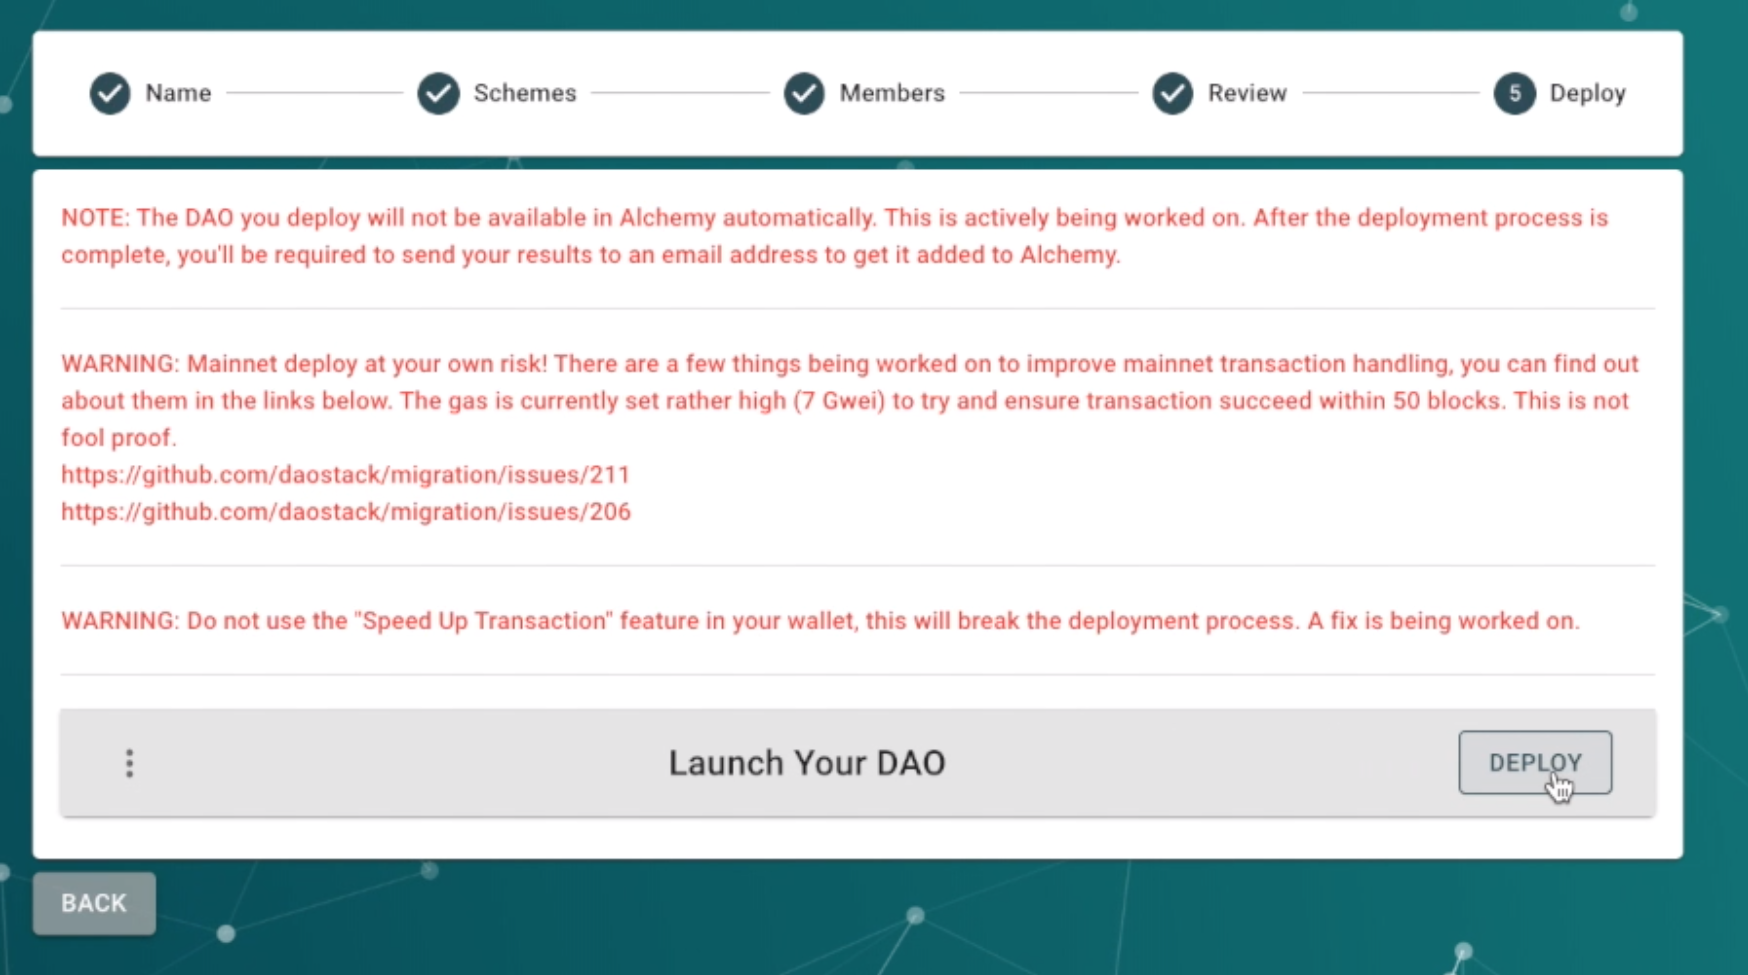 Name
Schemes
Members
Review
5 Deploy
NOTE: The DAO you deploy will not be available in Alchemy automatically. This is actively being worked on. After the deployment process is
complete, you'll be required to send your results to an email address to get it added to Alchemy.
WARNING: Mainnet deploy at your own risk! There are a few things being worked on to improve mainnet transaction handling, you can find out
about them in the links below. The gas is currently set rather high (7 Gwei) to try and ensure transaction succeed within 50 blocks. This is not
fool proof.
https://github.com/daostack/migration/issues/211
https://github.com/daostack/migration/issues/206
WARNING: Do not use the "Speed Up Transaction" feature in your wallet, this will break the deployment process. A fix is being worked on.
Launch Your DAO
DEPLOY
BACK